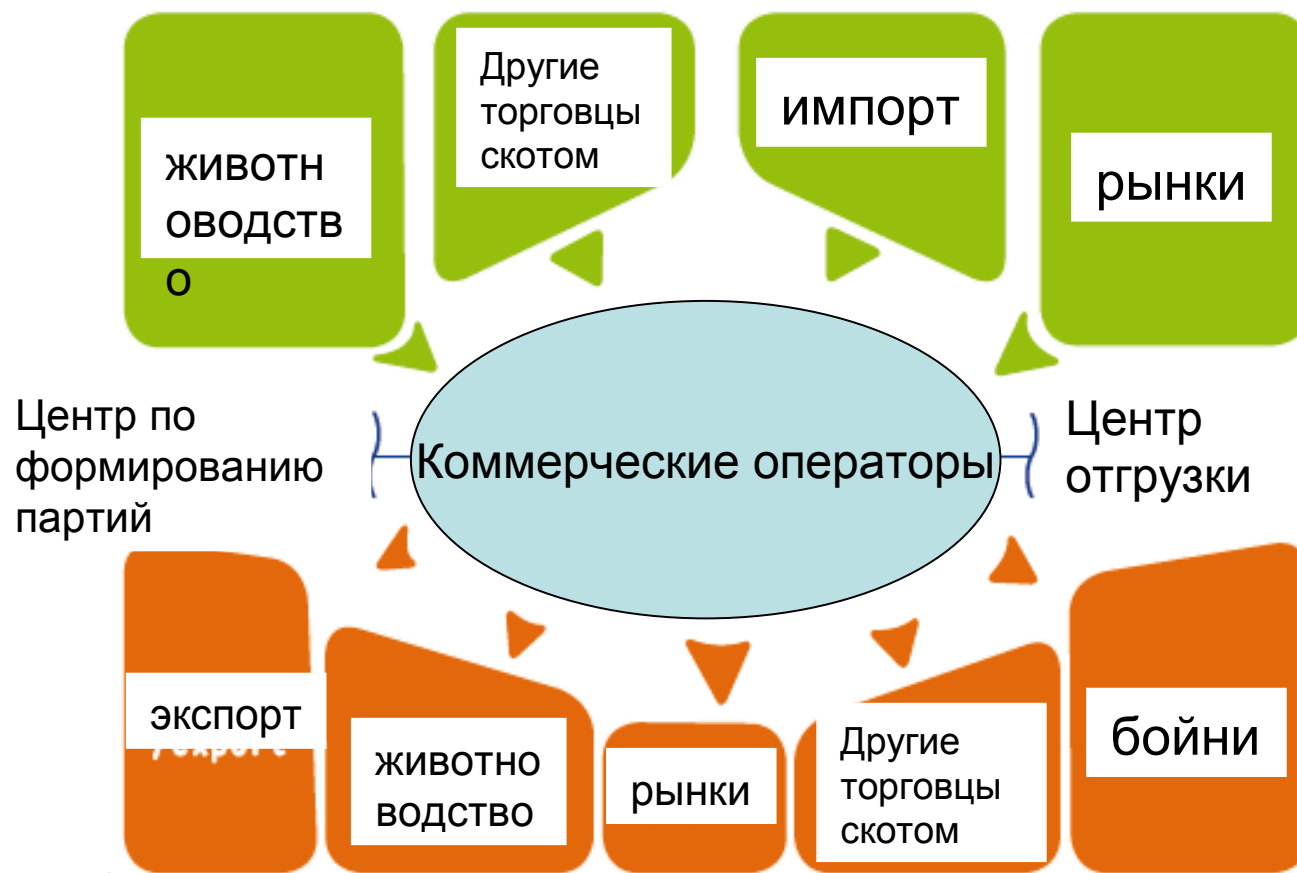 животн
оводств
о
Другие
торговцы
скотом
импорт
рынки
Центр по
формированию
партий
Коммерческие операторы
Центр
отгрузки
экспорт
животно
водство
рынки
Другие
торговцы
скотом
бойни